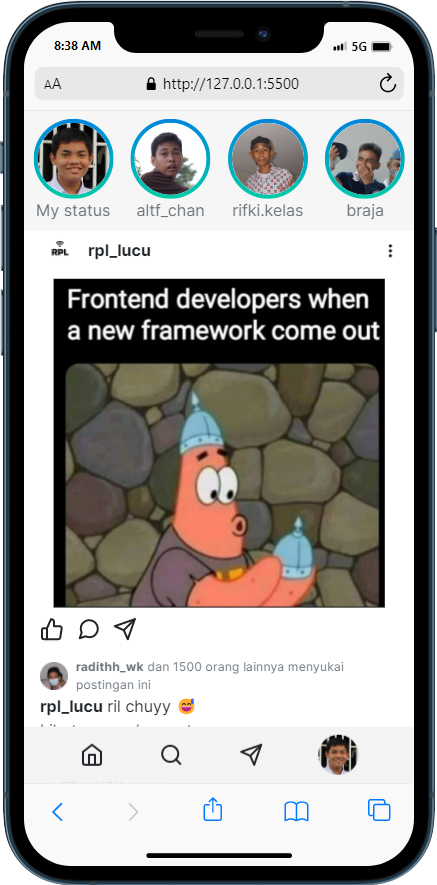 8:38 AM
5G
AA
http://127.0.0.1:5500
My status
altf_chan
rifki.kelas
braja
RPL
rpl_lucu
Frontend developers when
a new framework come out
radithh_wk dan 1500 orang lainnya menyukai
postingan ini
rpl_lucu ril chuyy 😅